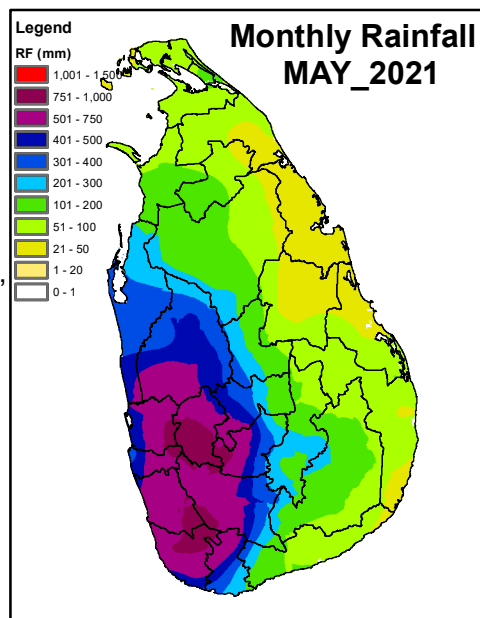 Legend
RF (mm)
1,001 - 1,500
751 - 1,000
501 - 750
401 - 500
301 - 400
201 - 300
101 - 200
51 - 100
21 - 50
1 - 20
0 - 1
Monthly Rainfall
MAY_2021
,